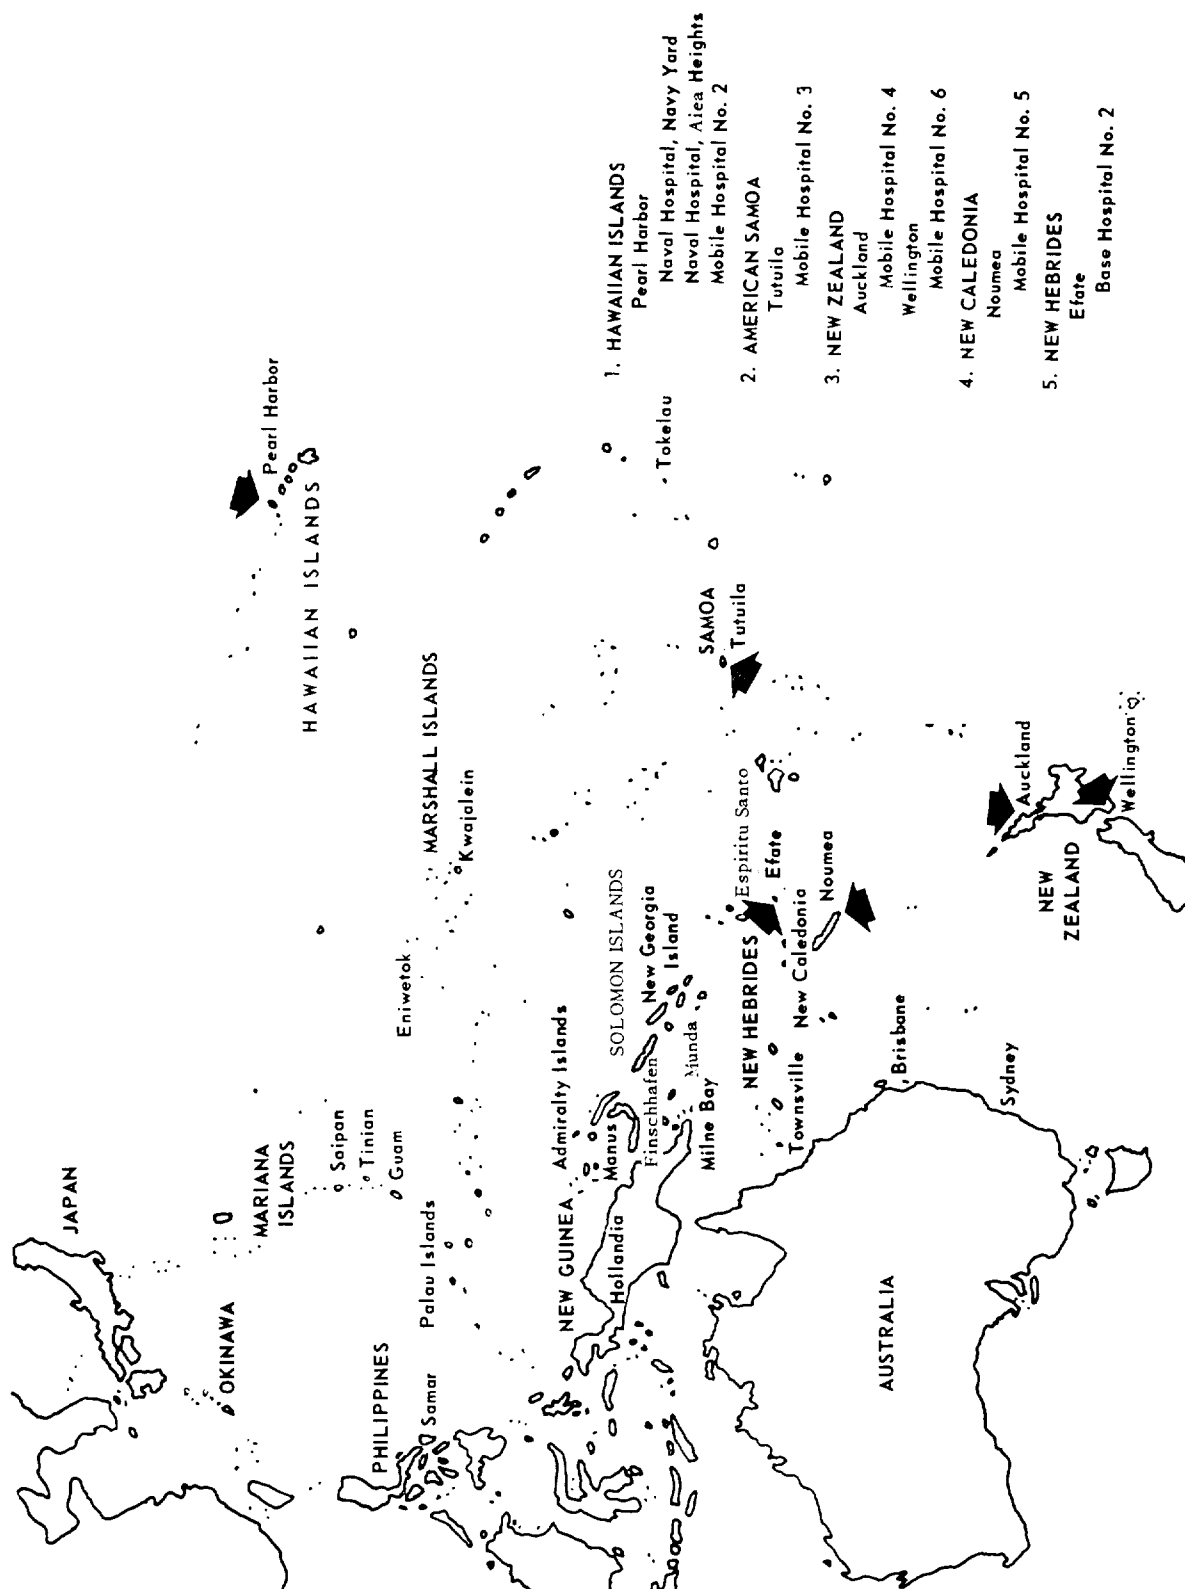 JAPAN
OKINAWA
MARIANA
ISLANDS
Saipan
Tinian
Guam
PHILIPPINES
Samar
Palau Islands
Eniwetok
MARSHALL ISLANDS
Kwajalein
Pearl Harbor
HAWAIIAN ISLANDS
NEW GUINEA
Admiralty Islands
Manus
Hollandia
Finschhafen
SOLOMON ISLANDS
New Georgia
Island
Munda
Milne Bay
Tokelau
SAMOA
Tutuila
NEW HEBRIDES
Espiritu Santo
Efate
Townsville
New Caledonia
Noumea
AUSTRALIA
Brisbane
Sydney
NEW
ZEALAND
Auckland
Wellington
1. HAWAIIAN ISLANDS
Pearl Harbor
Naval Hospital, Navy Yard
Naval Hospital, Aiea Heights
Mobile Hospital No. 2
2. AMERICAN SAMOA
Tutuila
Mobile Hospital No. 3
3. NEW ZEALAND
Auckland
Mobile Hospital No. 4
Wellington
Mobile Hospital No. 6
4. NEW CALEDONIA
Noumea
Mobile Hospital No. 5
5. NEW HEBRIDES
Efate
Base Hospital No. 2